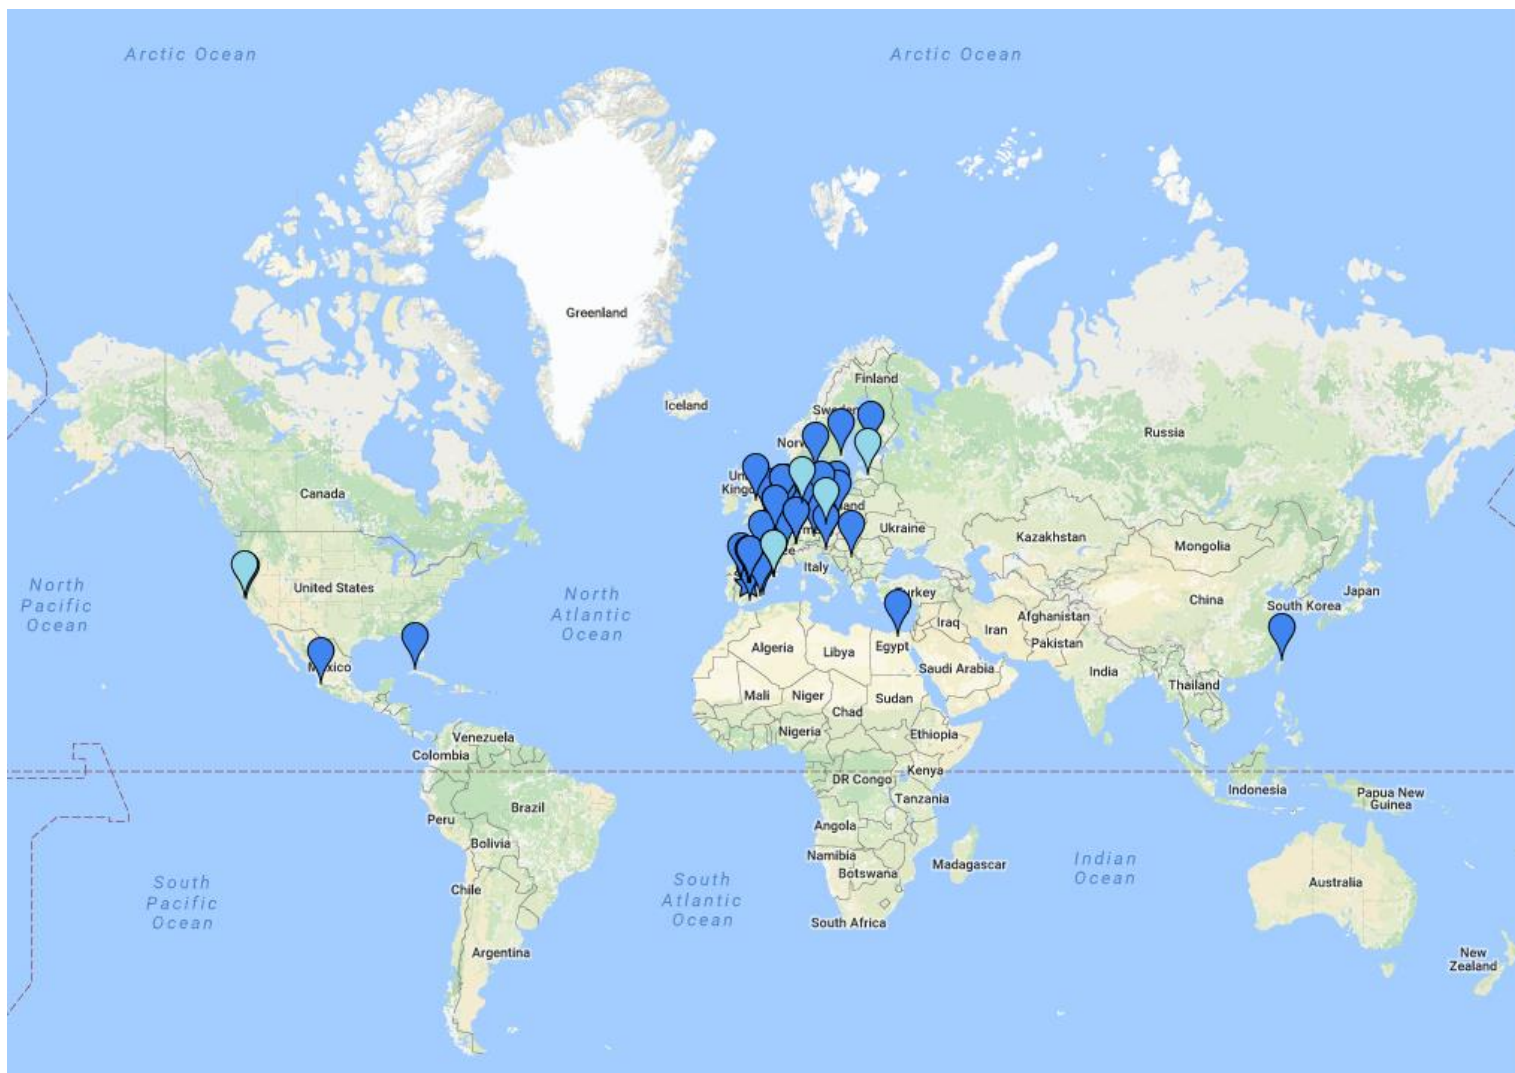 Arctic Ocean
Arctic Ocean
Greenland
Finland
Iceland
Russia
Canada
Ukraine
Kazakhstan
Mongolia
Italy
United States
North
Pacific
Ocean
North
Atlantic
Ocean
China
Japan
South Korea
Afghanistan
Iraq
Iran
Pakistan
Algeria
Libya
Egypt
Saudi Arabia
India
Thailand
Mali
Niger
Sudan
Chad
Nigeria
Ethiopia
Venezuela
Colombia
Kenya
DR Congo
Indonesia
Papua New
Guinea
Tanzania
Brazil
Peru
Angola
Bolivia
Namibia
Botswana
Madagascar
Indian
Ocean
South
Pacific
Ocean
South
Atlantic
Ocean
Chile
Australia
South Africa
Argentina
New
Zealand